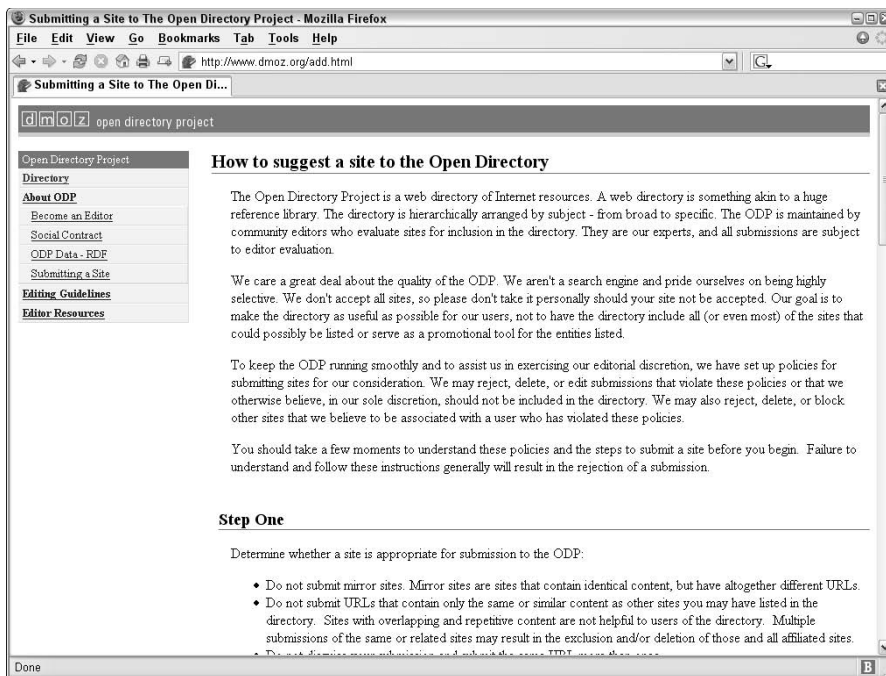 Submitting a Site to The Open Directory Project - Mozilla Firefox
File Edit View Go Bookmarks Tab Tools Help
http://www.dmoz.org/add.html
G
Submitting a Site to The Open Di...
dmoz open directory project
Open Directory Project
Directory
About ODP
Become an Editor
Social Contract
ODP Data - RDF
Submitting a Site
Editing Guidelines
Editor Resources
How to suggest a site to the Open Directory
The Open Directory Project is a web directory of Internet resources. A web directory is something akin to a huge
reference library. The directory is hierarchically arranged by subject - from broad to specific. The ODP is maintained by
community editors who evaluate sites for inclusion in the directory. They are our experts, and all submissions are subject
to editor evaluation.
We care a great deal about the quality of the ODP. We aren't a search engine and pride ourselves on being highly
selective. We don't accept all sites, so please don't take it personally should your site not be accepted. Our goal is to
make the directory as useful as possible for our users, not to have the directory include all (or even most) of the sites that
could possibly be listed or serve as a promotional tool for the entities listed.
To keep the ODP running smoothly and to assist us in exercising our editorial discretion, we have set up policies for
submitting sites for our consideration. We may reject, delete, or edit submissions that violate these policies or that we
otherwise believe, in our sole discretion, should not be included in the directory. We may also reject, delete, or block
other sites that we believe to be associated with a user who has violated these policies.
You should take a few moments to understand these policies and the steps to submit a site before you begin. Failure to
understand and follow these instructions generally will result in the rejection of a submission.
Step One
Determine whether a site is appropriate for submission to the ODP:
• Do not submit mirror sites. Mirror sites are sites that contain identical content, but have altogether different URLs.
• Do not submit URLs that contain only the same or similar content as other sites you may have listed in the
directory. Sites with overlapping and repetitive content are not helpful to users of the directory. Multiple
submissions of the same or related sites may result in the exclusion and/or deletion of those and all affiliated sites.
• Do not disguise your submission and submit the same URL more than once.
Done
B